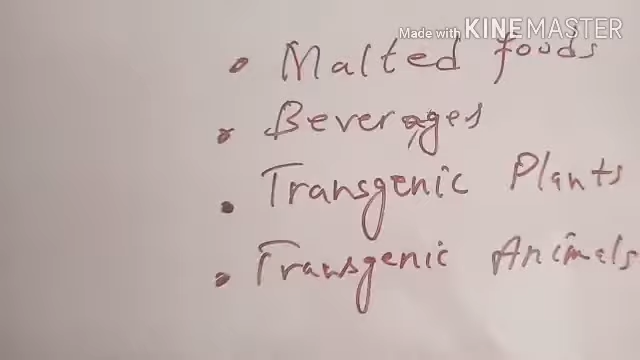 Made with KINEMASTER
• Malted foods
• Beverages
• Transgenic Plants
• Transgenic Animals